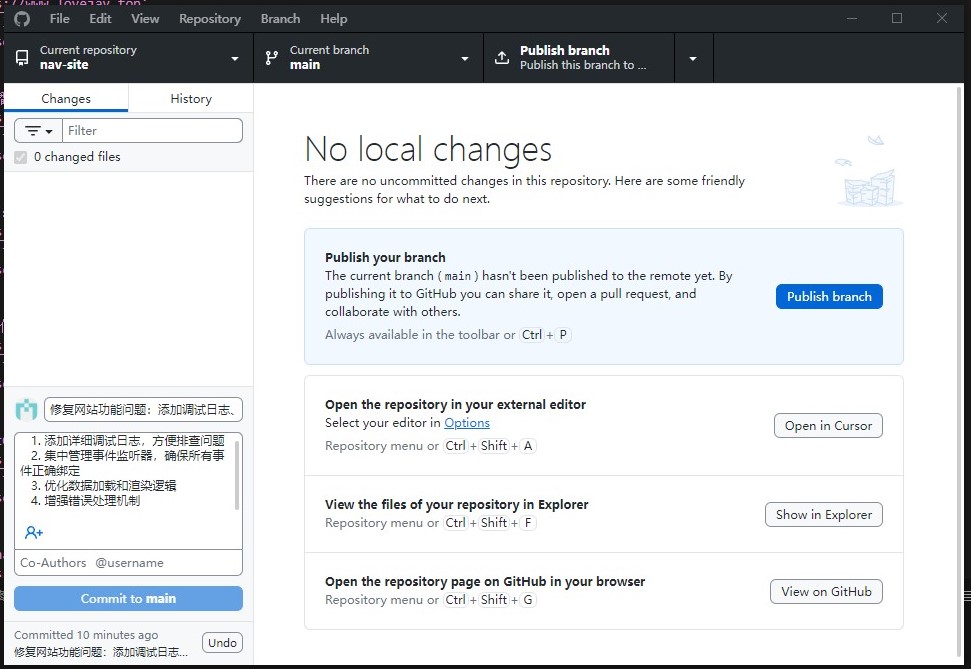 File Edit View Repository Branch Help
Current repository
nav-site
Current branch
main
Publish branch
Publish this branch to ...
Changes
History
Filter
0 changed files
修复网站功能问题：添加调试日志、
1. 添加详细调试日志，方便排查问题
2. 集中管理事件监听器，确保所有事
件正确绑定
3. 优化数据加载和渲染逻辑
4. 增强错误处理机制
Co-Authors @username
Commit to main
Committed 10 minutes ago
修复网站功能问题：添加调试日志...
Undo
No local changes
There are no uncommitted changes in this repository. Here are some friendly
suggestions for what to do next.
Publish your branch
The current branch (main) hasn't been published to the remote yet. By
publishing it to GitHub you can share it, open a pull request, and
collaborate with others.
Always available in the toolbar or Ctrl + P
Publish branch
Open the repository in your external editor
Select your editor in Options
Repository menu or Ctrl + Shift + A
Open in Cursor
View the files of your repository in Explorer
Repository menu or Ctrl + Shift + F
Show in Explorer
Open the repository page on GitHub in your browser
Repository menu or Ctrl + Shift + G
View on GitHub